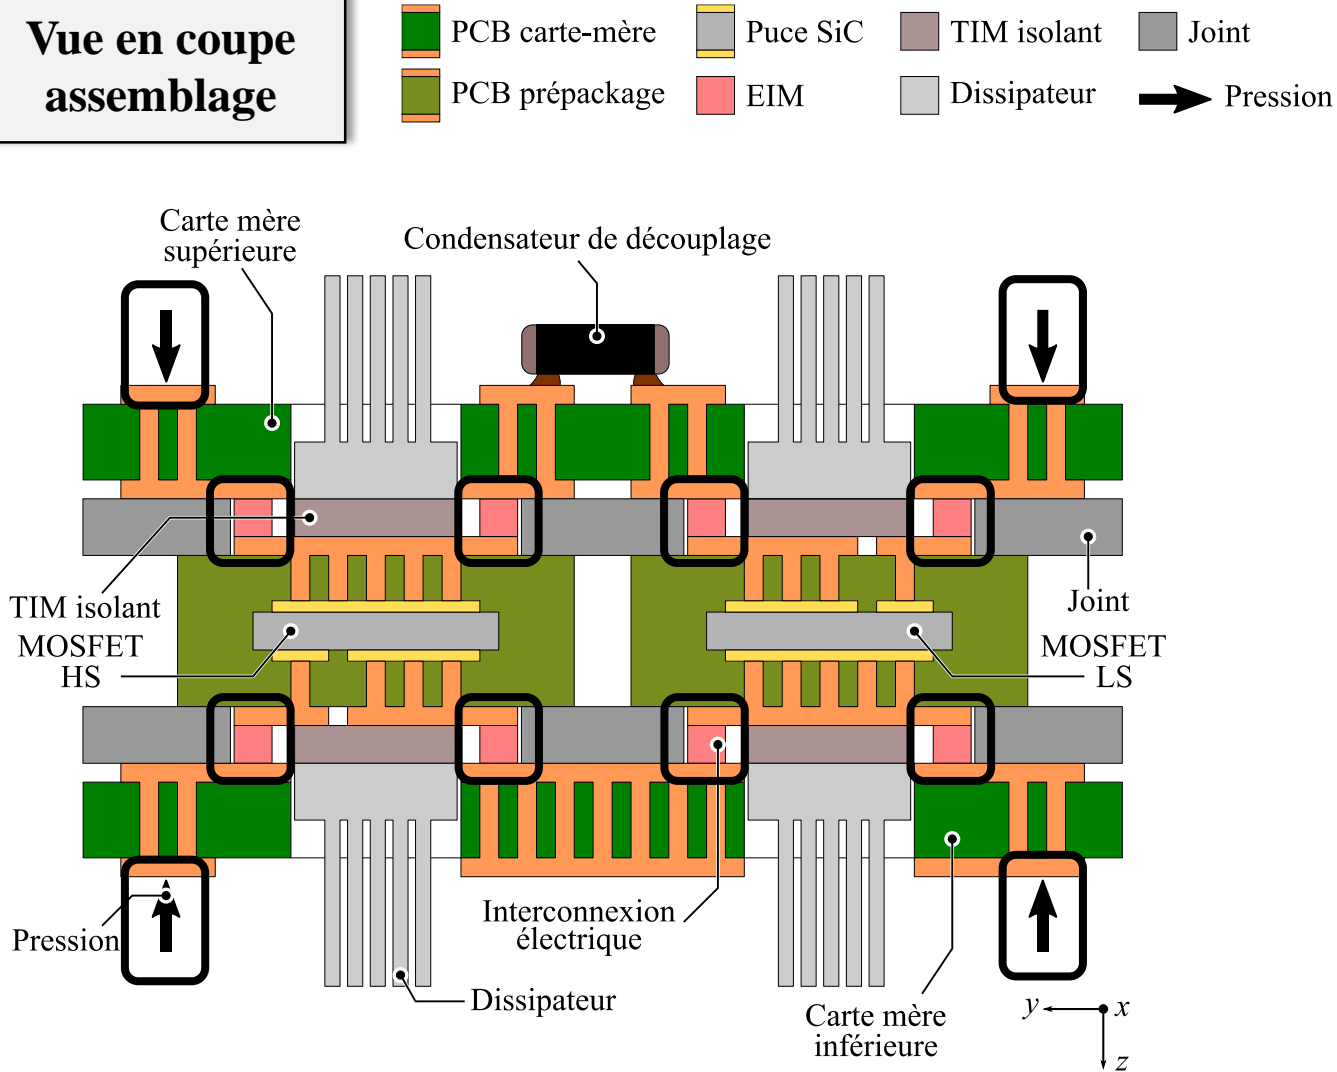 Vue en coupe
assemblage
PCB carte-mère
Puce SiC
TIM isolant
Joint
PCB prépackage
EIM
Dissipateur
Pression
Carte mère
supérieure
Condensateur de découplage
TIM isolant
Joint
MOSFET
HS
MOSFET
LS
Pression
Interconnexion
électrique
Dissipateur
Carte mère
inférieure
y
x
z